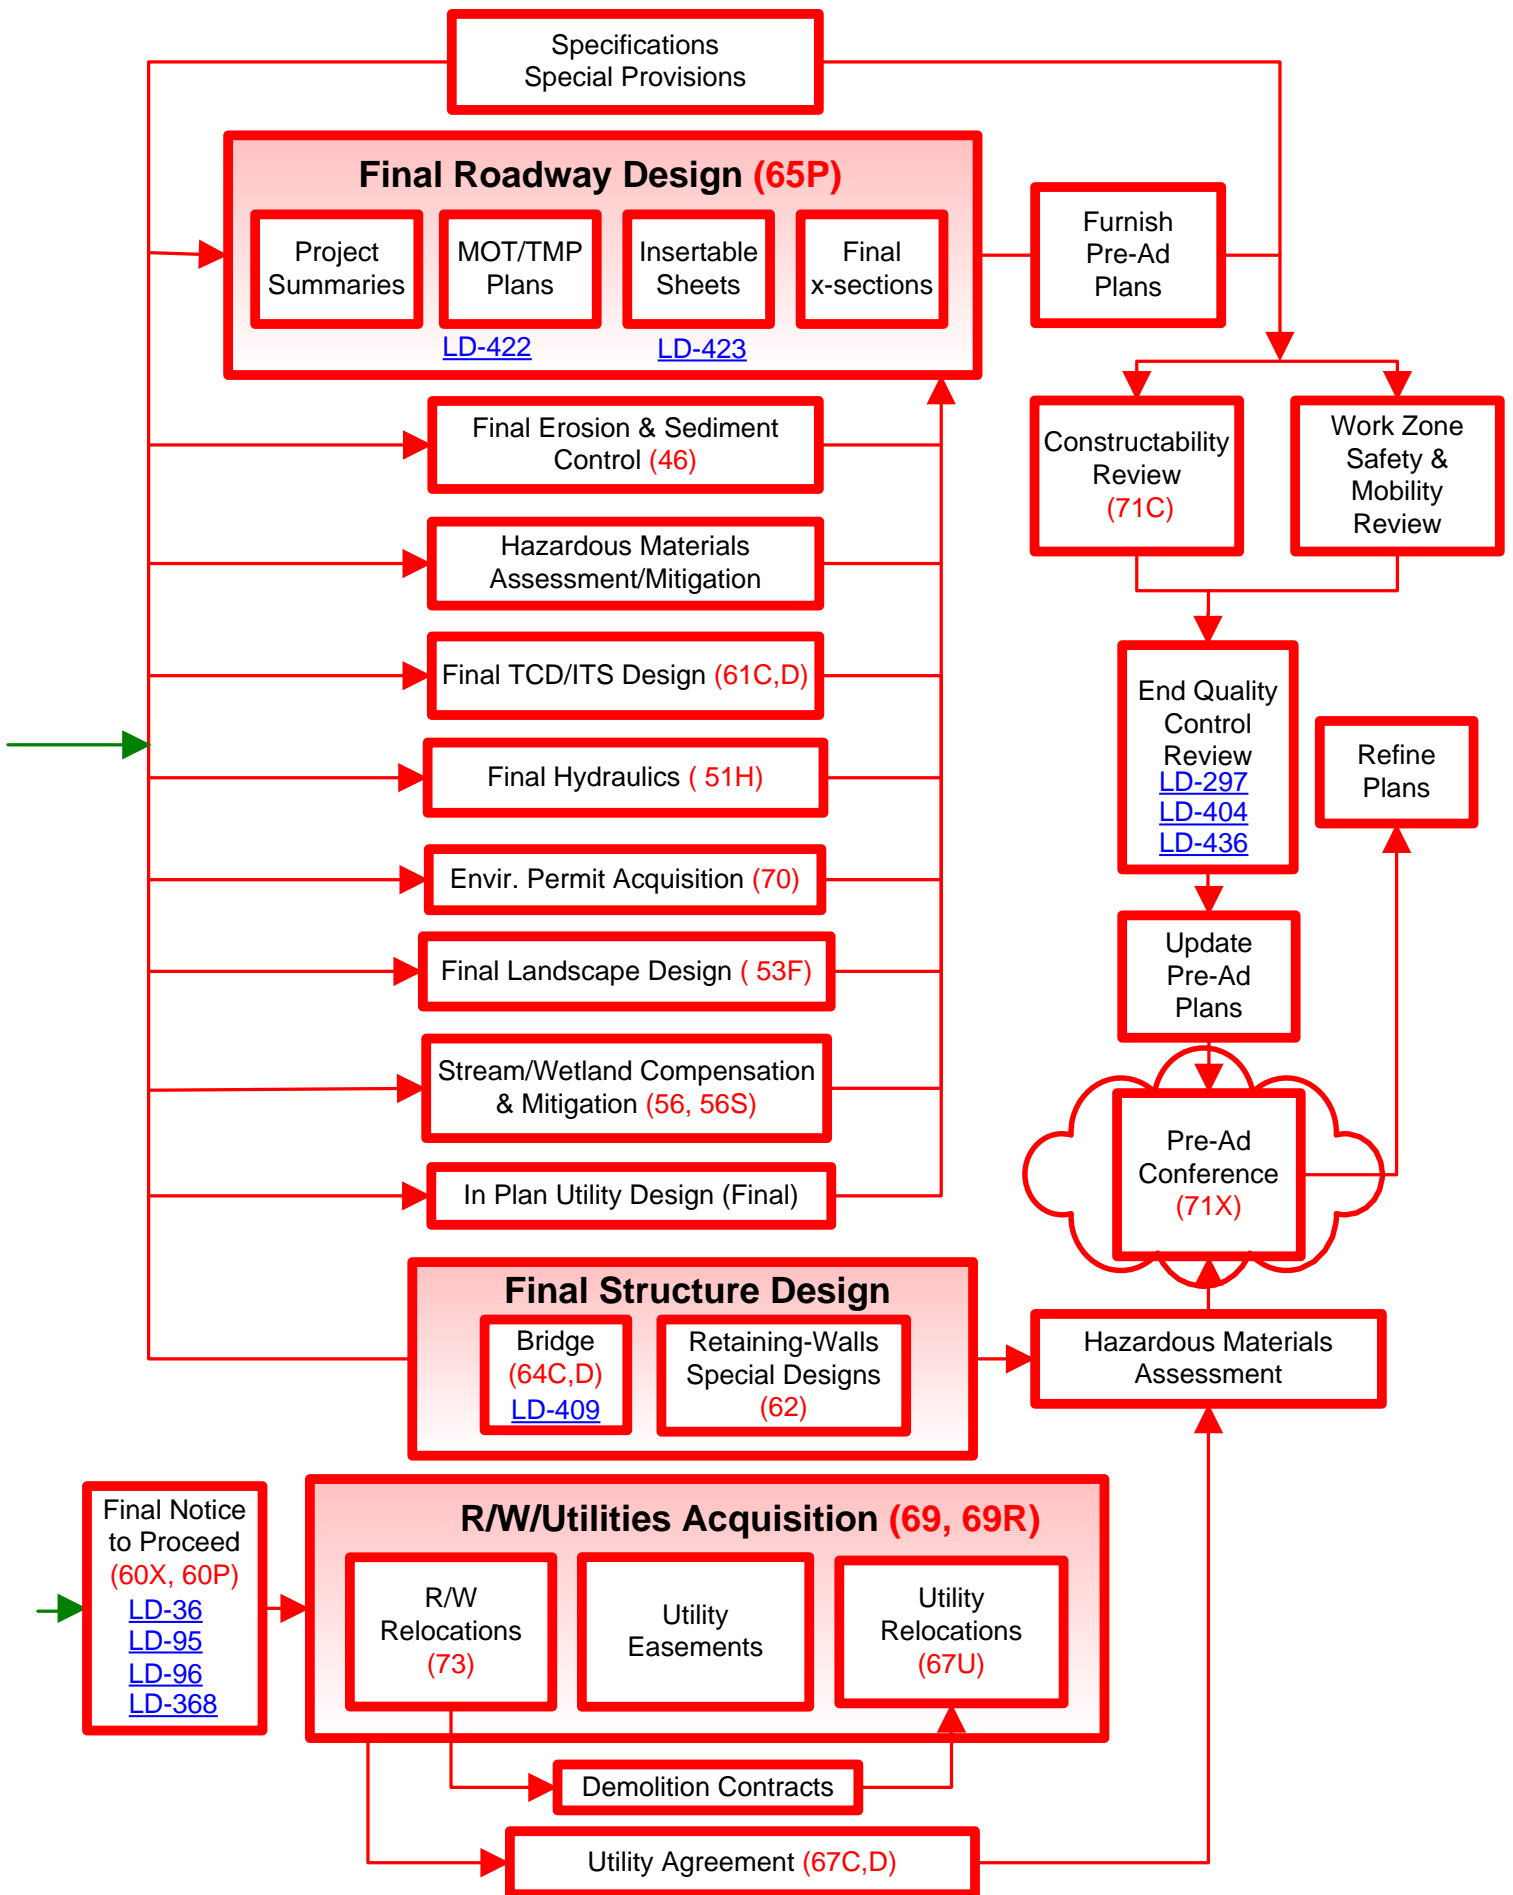 Specifications
Special Provisions
Final Roadway Design (65P)
Project
Summaries
MOT/TMP
Plans
LD-422
Insertable
Sheets
LD-423
Final
x-sections
Furnish
Pre-Ad
Plans
Final Erosion & Sediment
Control (46)
Hazardous Materials
Assessment/Mitigation
Final TCD/ITS Design (61C,D)
Final Hydraulics ( 51H)
Envir. Permit Acquisition (70)
Final Landscape Design ( 53F)
Stream/Wetland Compensation
& Mitigation (56, 56S)
In Plan Utility Design (Final)
Constructability
Review
(71C)
Work Zone
Safety &
Mobility
Review
End Quality
Control
Review
LD-297
LD-404
LD-436
Refine
Plans
Update
Pre-Ad
Plans
Pre-Ad
Conference
(71X)
Final Structure Design
Bridge
(64C,D)
LD-409
Retaining-Walls
Special Designs
(62)
Hazardous Materials
Assessment
Final Notice
to Proceed
(60X, 60P)
LD-36
LD-95
LD-96
LD-368
R/W/Utilities Acquisition (69, 69R)
R/W
Relocations
(73)
Utility
Easements
Utility
Relocations
(67U)
Demolition Contracts
Utility Agreement (67C,D)